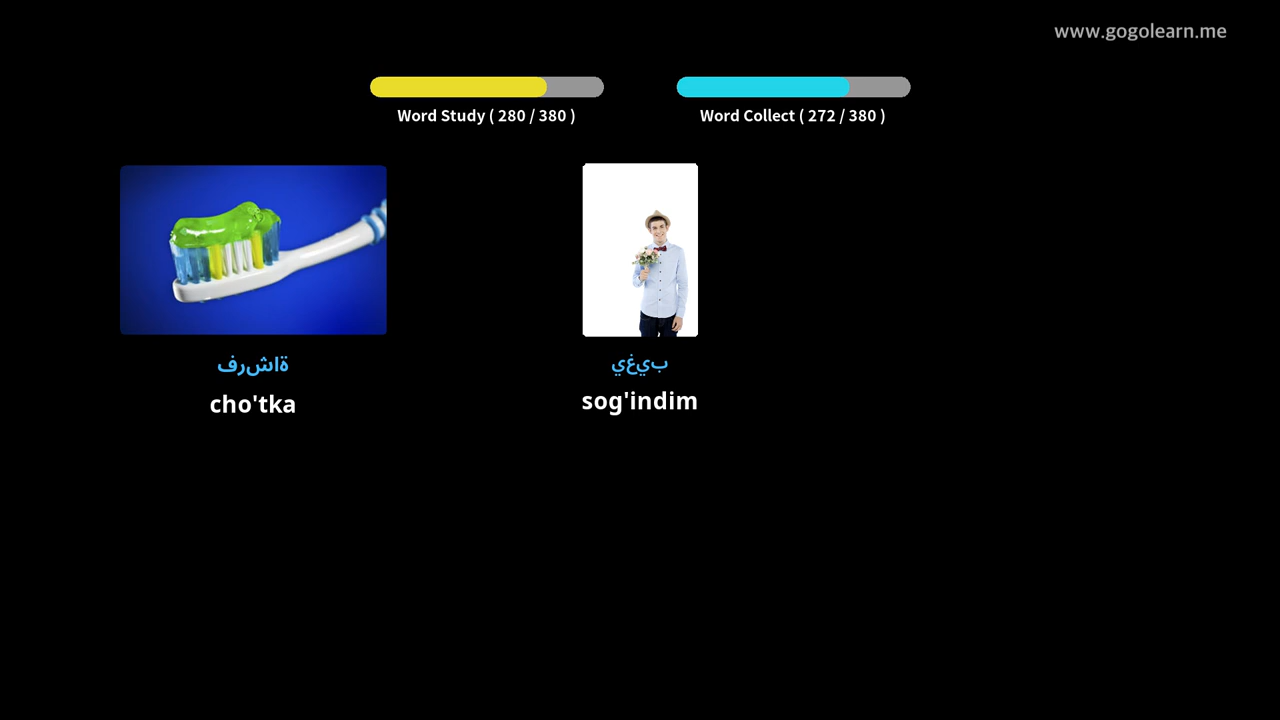 www.gogolearn.me
Word Study ( 280 / 380 )
Word Collect ( 272 / 380 )
ةاشرف
cho'tka
بيغي
sog'indim